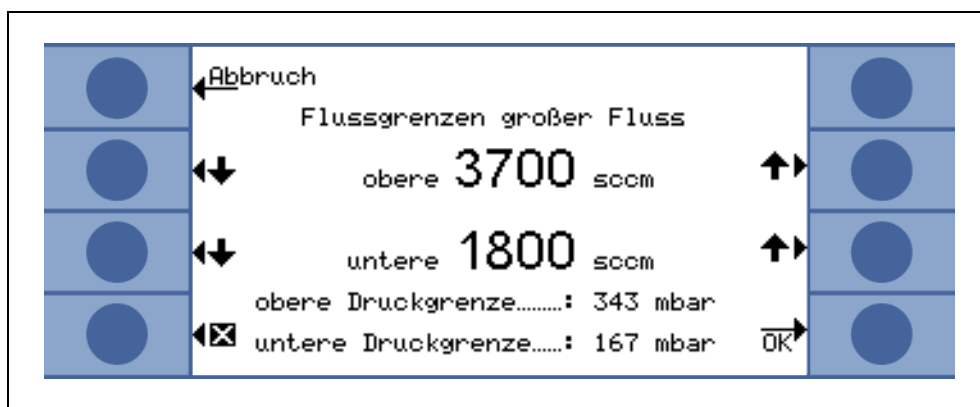 Abbruch
Flussgrenzen großer Fluss
obere 3700 sccm
untere 1800 sccm
obere Druckgrenze........: 343 mbar
untere Druckgrenze.....: 167 mbar
OK